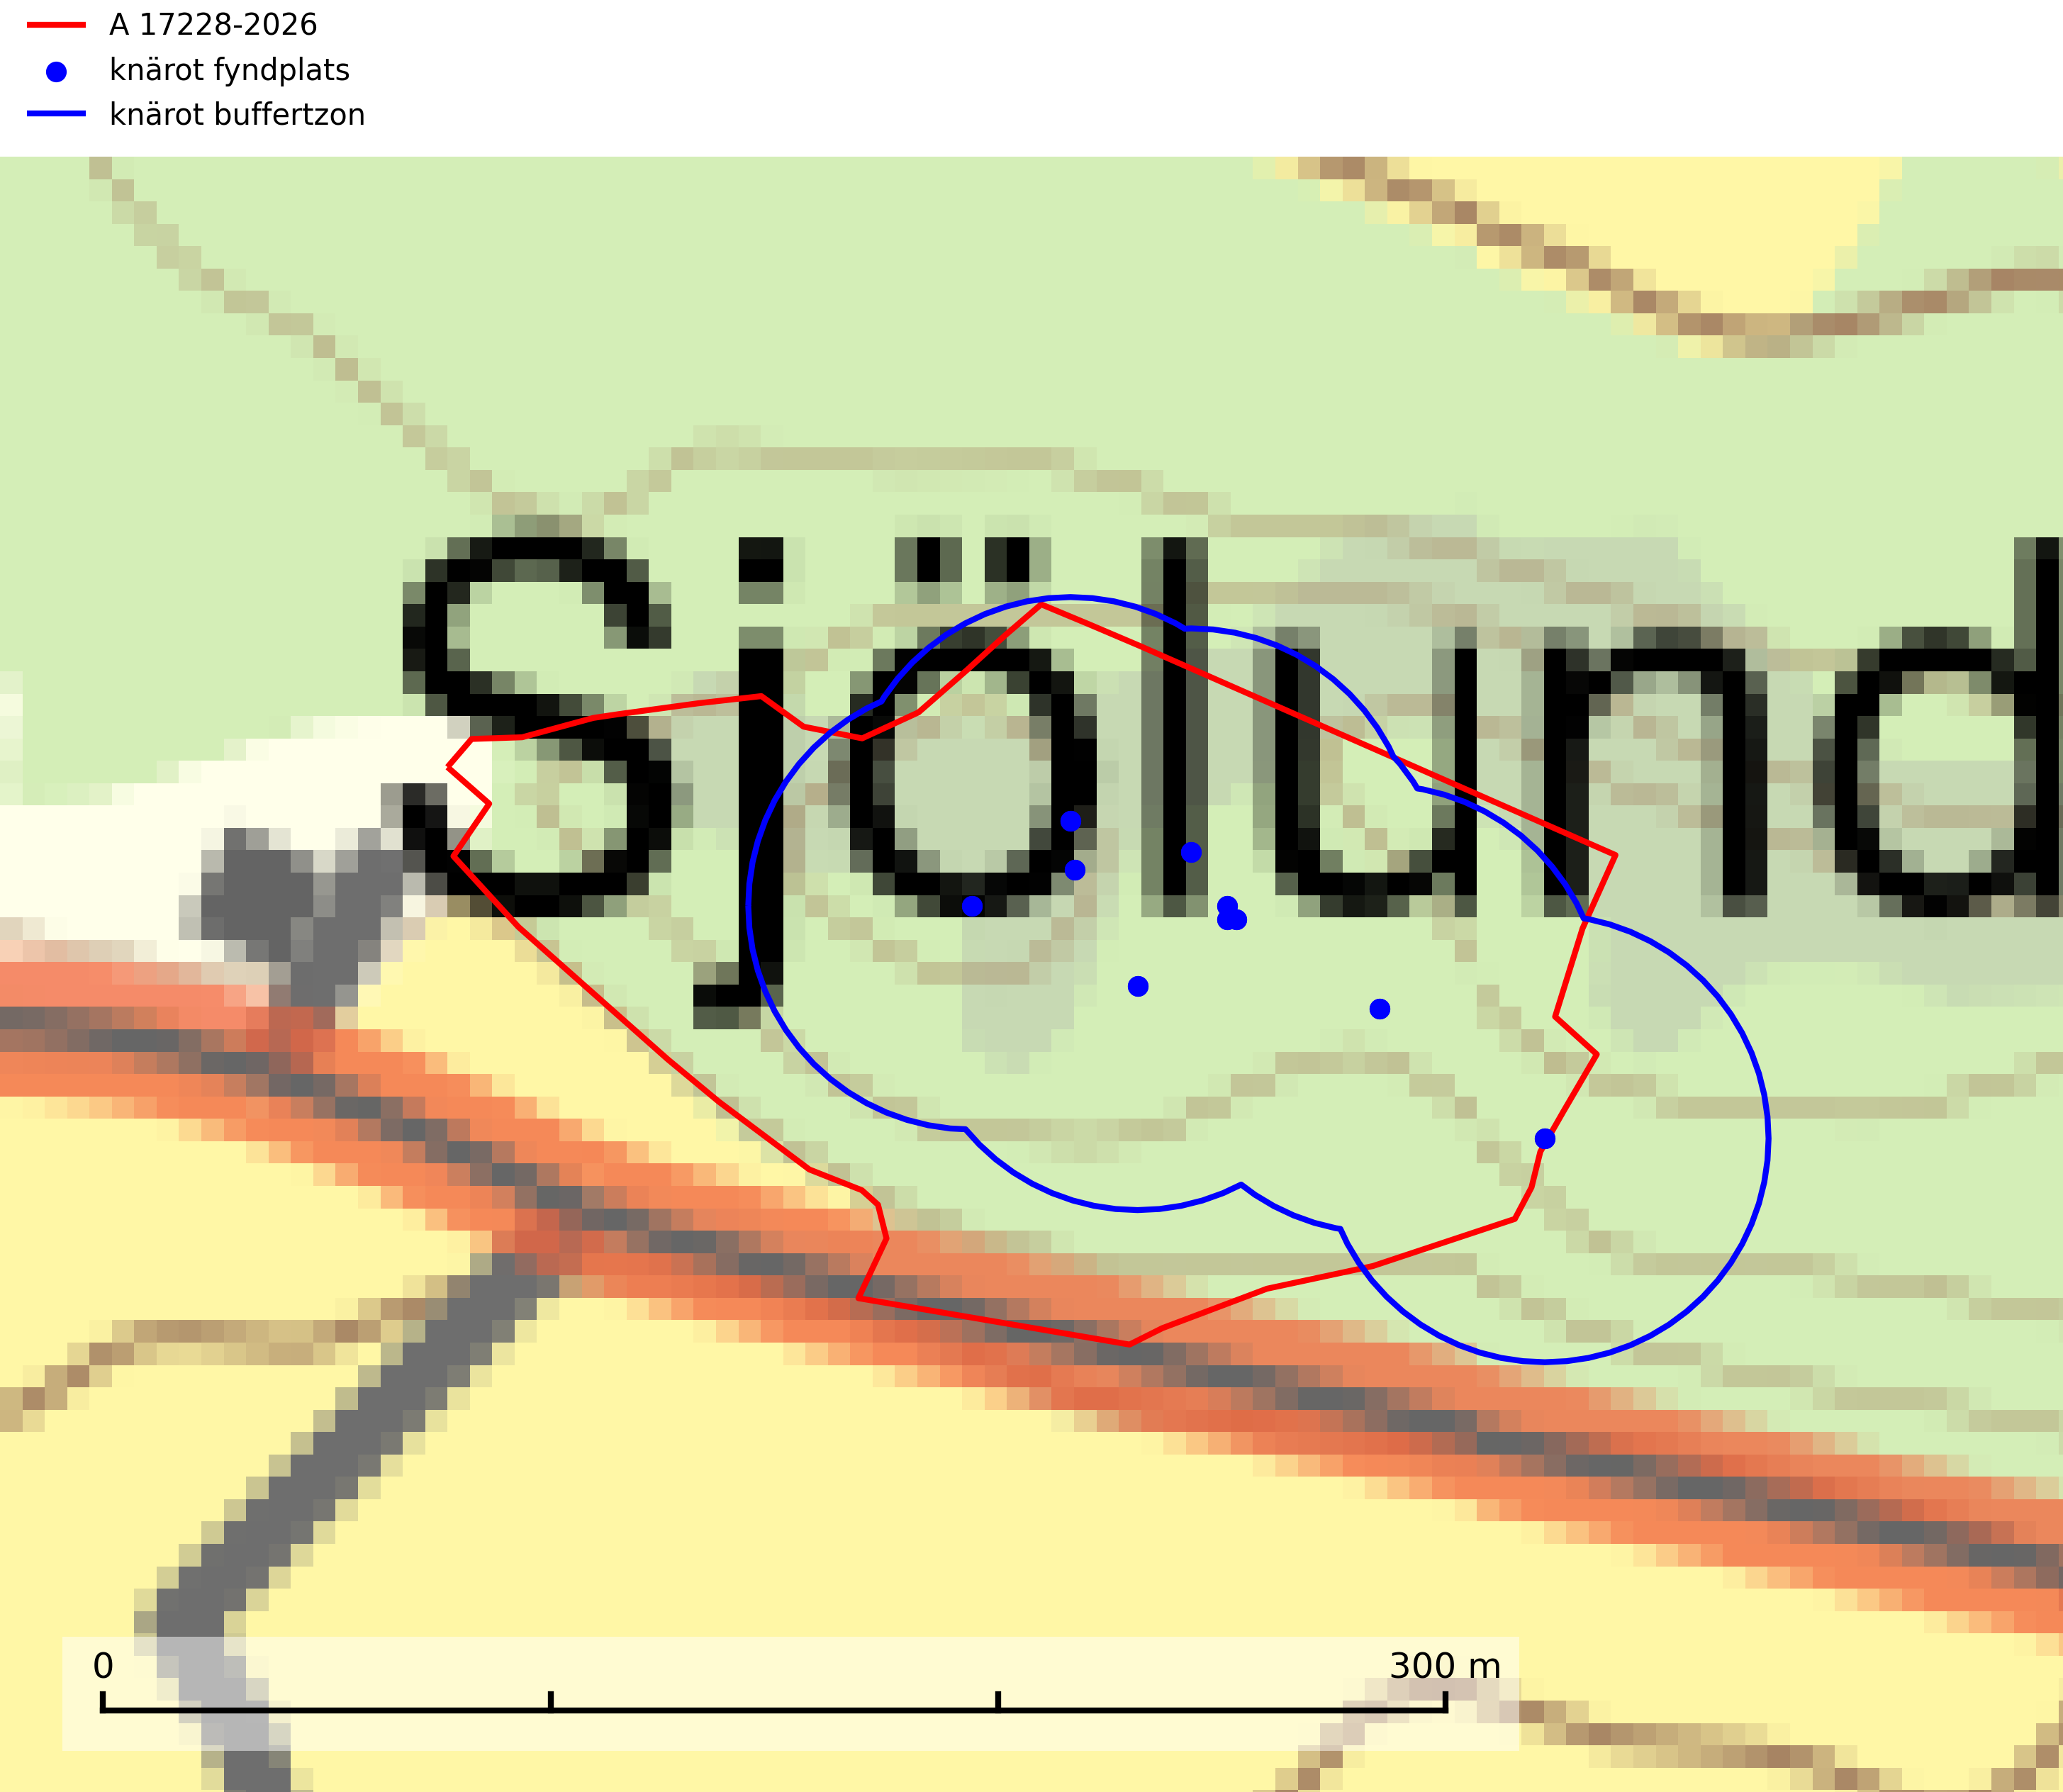 A 17228-2026
knärot fyndplats
knärot buffertzon
Sjölund
0 300 m